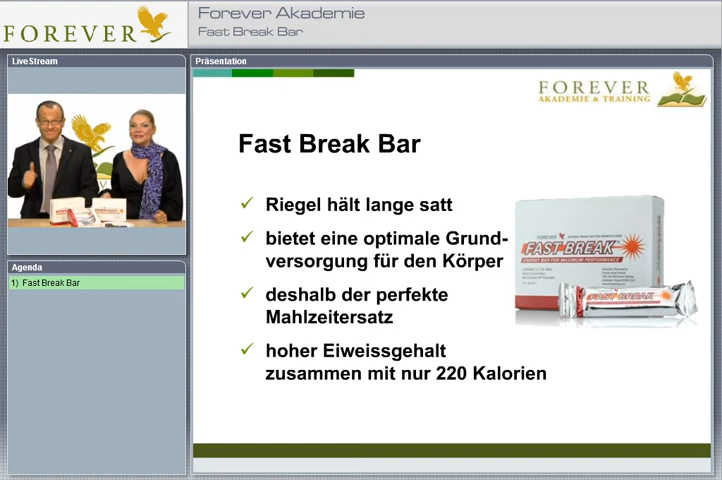 FOREVER
Forever Akademie
Fast Break Bar
LiveStream
Präsentation
FOREVER
AKADEMIE & TRAINING
Fast Break Bar
Riegel hält lange satt
bietet eine optimale Grund-
versorgung für den Körper
deshalb der perfekte
Mahlzeitersatz
hoher Eiweissgehalt
zusammen mit nur 220 Kalorien
FOREVER
FAST BREAK
ENERGY BAR FOR MAXIMUM PERFORMANCE
FAST BREAK
Agenda
1) Fast Break Bar